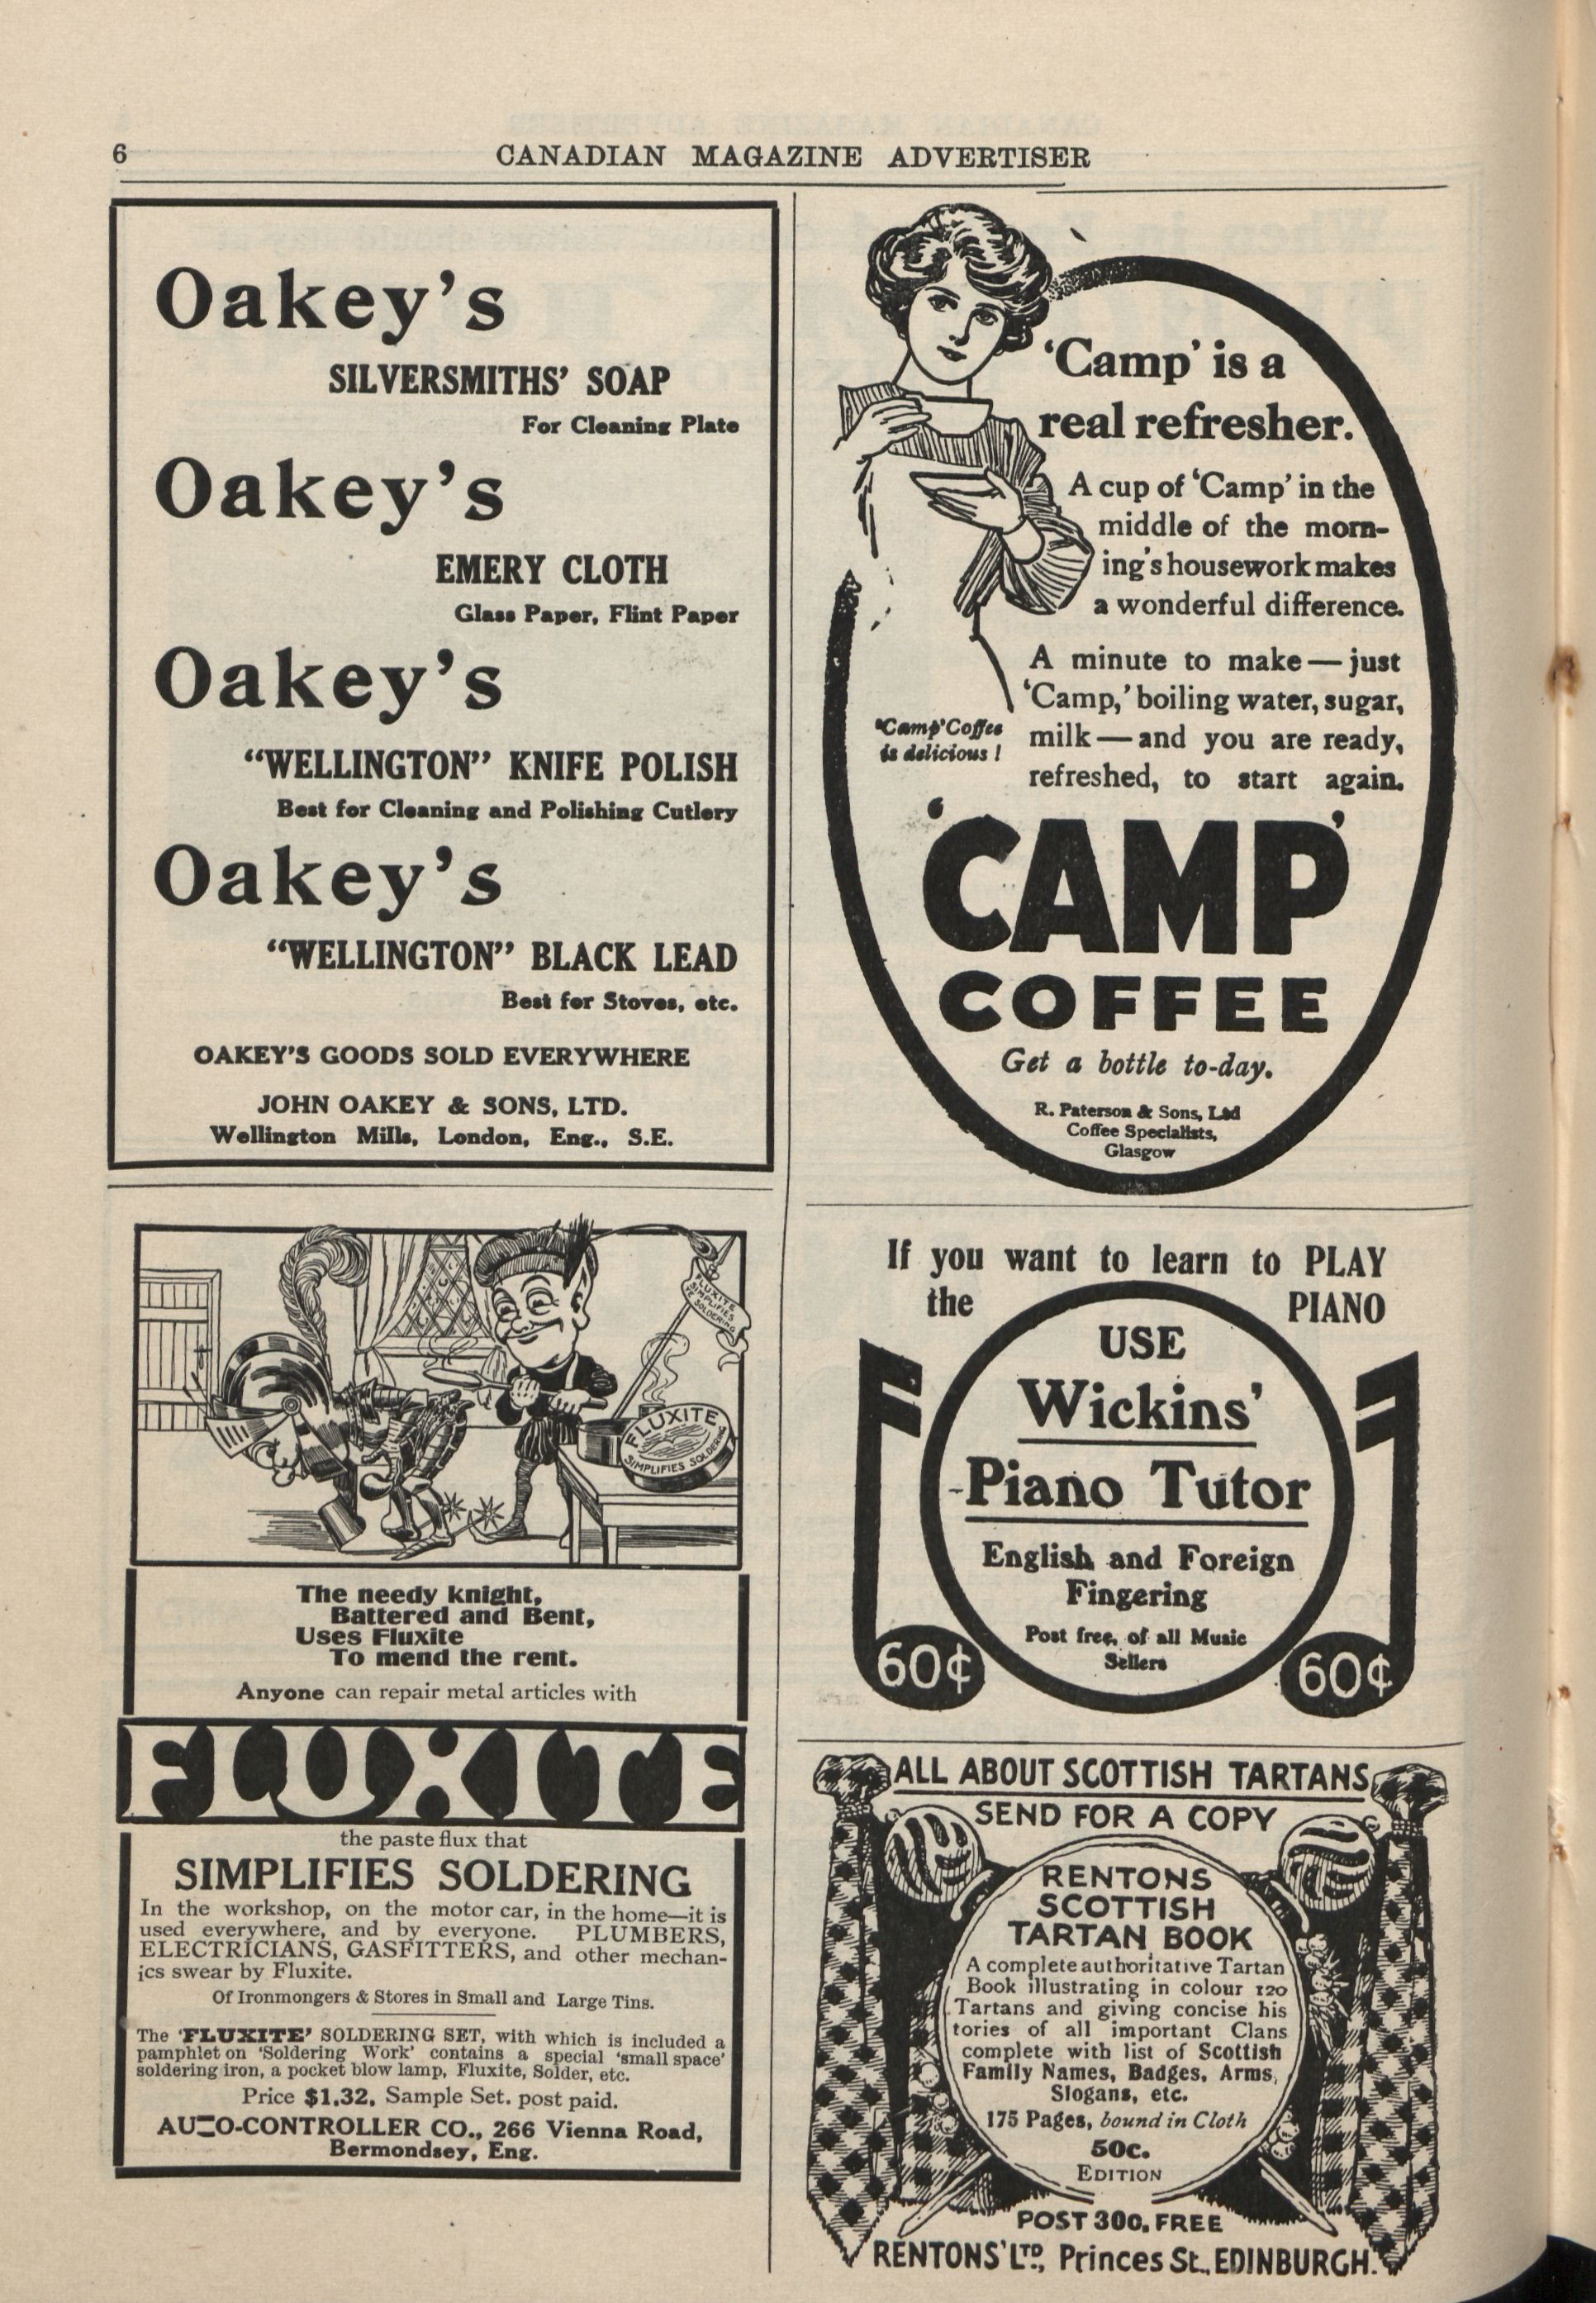 6
CANADIAN MAGAZINE ADVERTISER
Oakey's
SILVERSMITHS' SOAP
For Cleaning Plate
Oakey's
EMERY CLOTH
Glass Paper, Flint Paper
Oakey's
"WELLINGTON" KNIFE POLISH
Best for Cleaning and Polishing Cutlery
Oakey's
"WELLINGTON" BLACK LEAD
Best for Stoves, etc.
OAKEY'S GOODS SOLD EVERYWHERE
JOHN OAKEY & SONS, LTD.
Wellington Mills, London, Eng., S.E.
FLUXITE
SIMPLIFIES
YE SOLDERING
FLUXITE
SIMPLIFIES SOLDERING
The needy knight,
Battered and Bent,
Uses Fluxite
To mend the rent.
Anyone can repair metal articles with
FLUXITE
the paste flux that
SIMPLIFIES SOLDERING
In the workshop, on the motor car, in the home—it is
used everywhere, and by everyone. PLUMBERS,
ELECTRICIANS, GASFITTERS, and other mechan-
ics swear by Fluxite.
Of Ironmongers & Stores in Small and Large Tins.
The 'FLUXITE' SOLDERING SET, with which is included a
pamphlet on 'Soldering Work' contains a special 'small space'
soldering iron, a pocket blow lamp, Fluxite, Solder, etc.
Price $1.32, Sample Set. post paid.
AUTO-CONTROLLER CO., 266 Vienna Road,
Bermondsey, Eng.
'Camp' is a
real refresher.
A cup of 'Camp' in the
middle of the morn-
ing's housework makes
a wonderful difference.
A minute to make—just
'Camp,' boiling water, sugar,
milk—and you are ready,
refreshed, to start again.
'Camp' Coffee
is delicious!
'CAMP'
COFFEE
Get a bottle to-day.
R. Paterson & Sons, Ltd
Coffee Specialists,
Glasgow
If you want to learn to PLAY
the PIANO
USE
Wickins'
Piano Tutor
English and Foreign
Fingering
Post free, of all Music
Sellers
60¢ 60¢
ALL ABOUT SCOTTISH TARTANS
SEND FOR A COPY
RENTONS
SCOTTISH
TARTAN BOOK
A complete authoritative Tartan
Book illustrating in colour 120
Tartans and giving concise his
tories of all important Clans
complete with list of Scottish
Family Names, Badges, Arms,
Slogans, etc.
175 Pages, bound in Cloth
50c.
EDITION
POST 30c. FREE
RENTONS' LTD., Princes St., EDINBURGH.